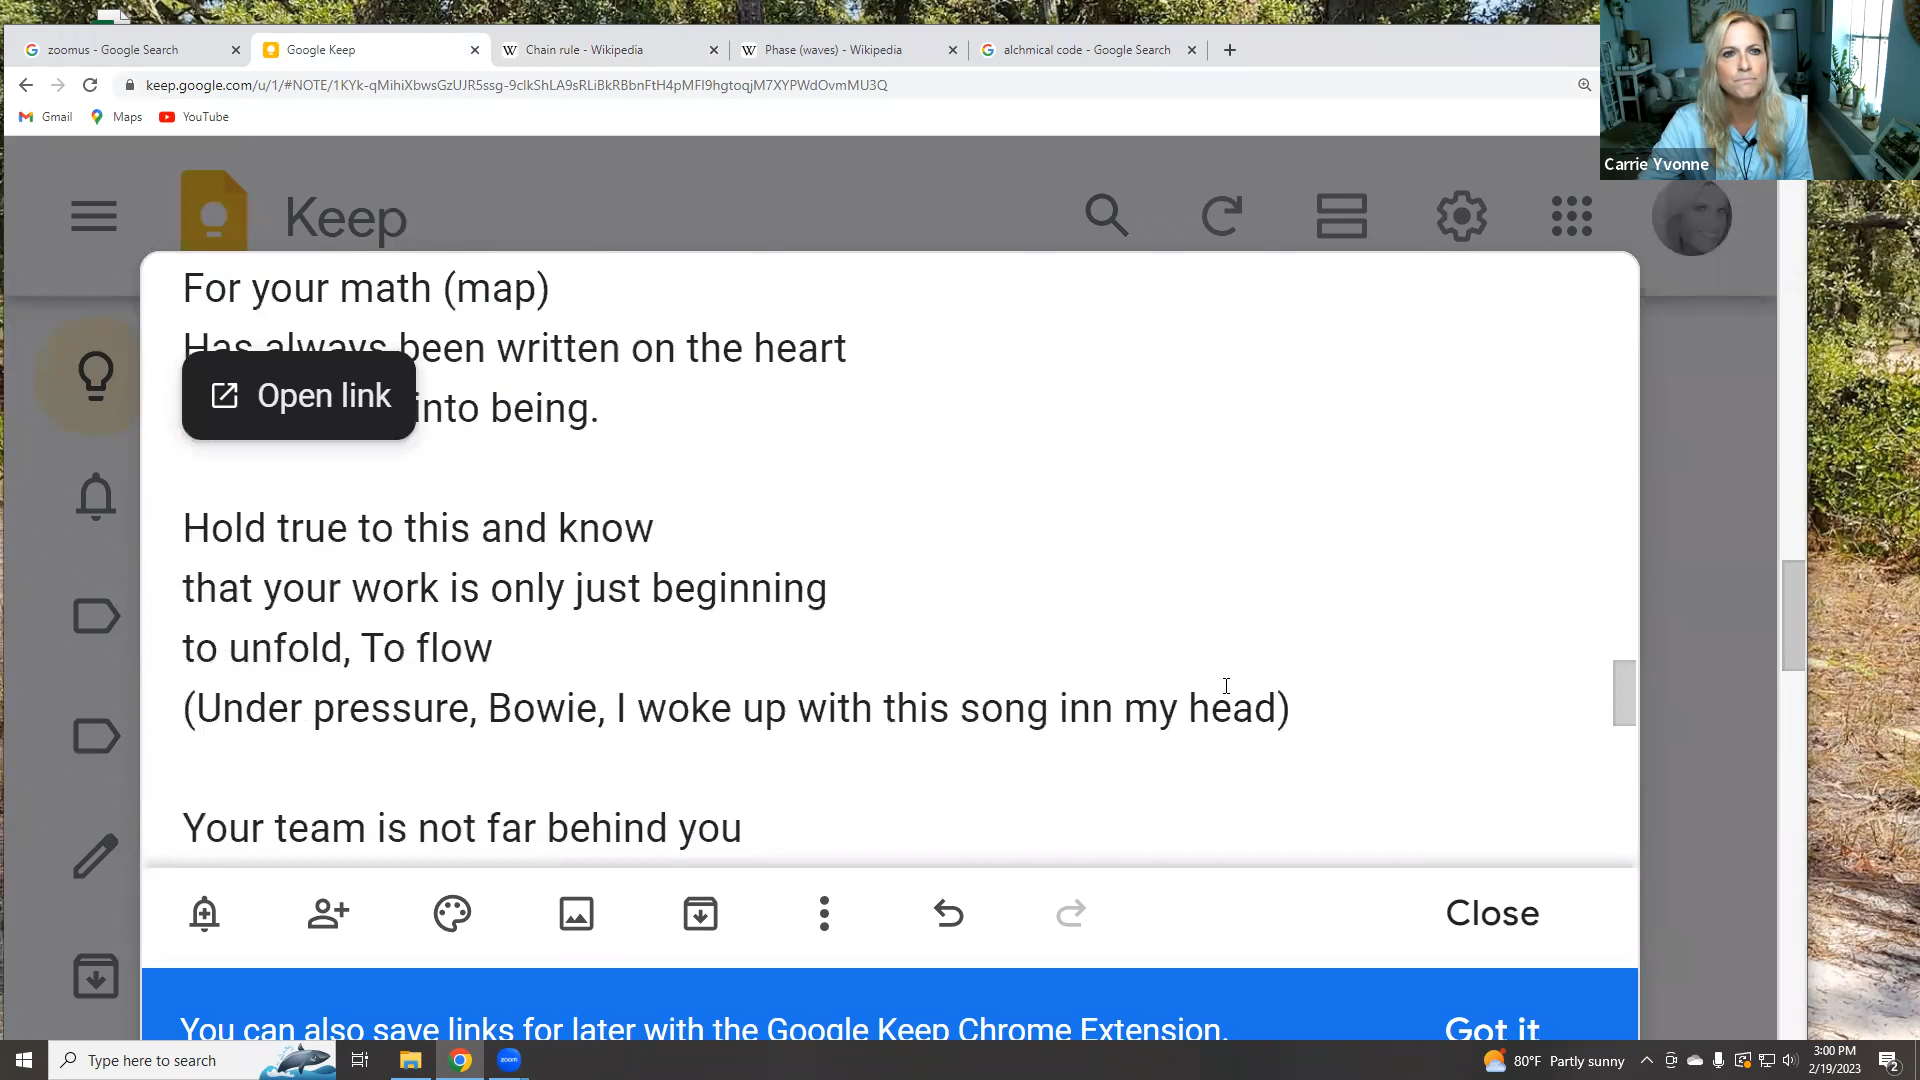 zoomus - Google Search
Google Keep
Chain rule - Wikipedia
Phase (waves) - Wikipedia
alchmical code - Google Search
keep.google.com/u/1/#NOTE/1KYk-qMihiXbwsGzUJR5ssg-9clkShLA9sRLiBkRBbnFtH4pMFI9hgtoqjM7XYPWdOvmMU3Q
Gmail
Maps
YouTube
Carrie Yvonne
Keep
For your math (map)
Has always been written on the heart
Open link
into being.
Hold true to this and know
that your work is only just beginning
to unfold, To flow
(Under pressure, Bowie, I woke up with this song inn my head)
Your team is not far behind you
Close
You can also save links for later with the Google Keep Chrome Extension.
Got it
Type here to search
zoom
80°F Partly sunny
3:00 PM
2/19/2023
2